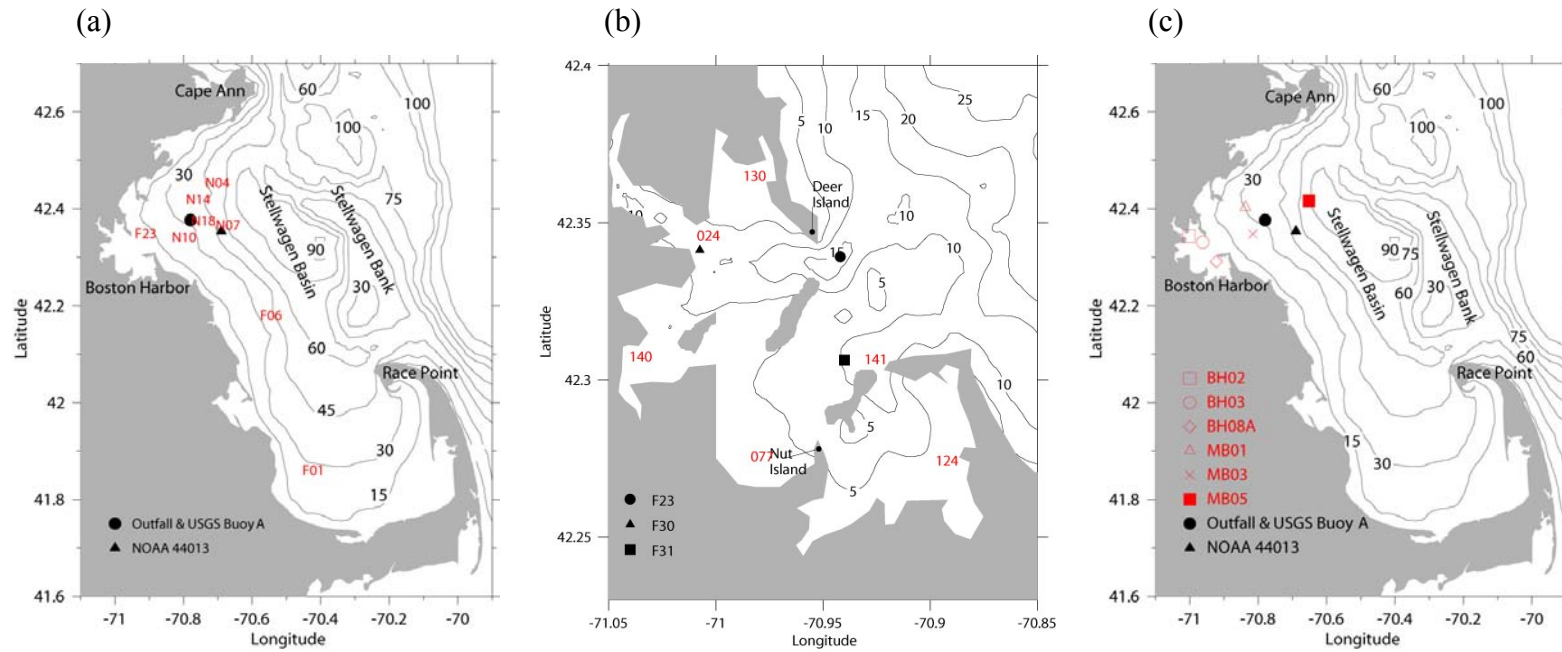 (a)
42.6
42.4
42.2
42
41.8
41.6
-71
-70.8
-70.6
-70.4
-70.2
-70
Latitude
Longitude
Cape Ann
60
100
100
30
N04
N14
75
N18
N07
F23
N10
Stellwagen Basin
Stellwagen Bank
90
Boston Harbor
30
F06
60
Race Point
45
30
F01
15
Outfall & USGS Buoy A
NOAA 44013
(b)
42.4
42.35
42.3
42.25
-71.05
-71
-70.95
-70.9
-70.85
Latitude
Longitude
25
5
10
15
20
130
Deer
Island
10
10
024
15
10
5
140
141
10
5
077
Nut
Island
124
5
F23
F30
F31
(c)
42.6
42.4
42.2
42
41.8
41.6
-71
-70.8
-70.6
-70.4
-70.2
-70
Latitude
Longitude
Cape Ann
60
100
100
30
75
Stellwagen Basin
Stellwagen Bank
90
75
Boston Harbor
60
30
75
60
Race Point
45
15
30
BH02
BH03
BH08A
MB01
MB03
MB05
Outfall & USGS Buoy A
NOAA 44013